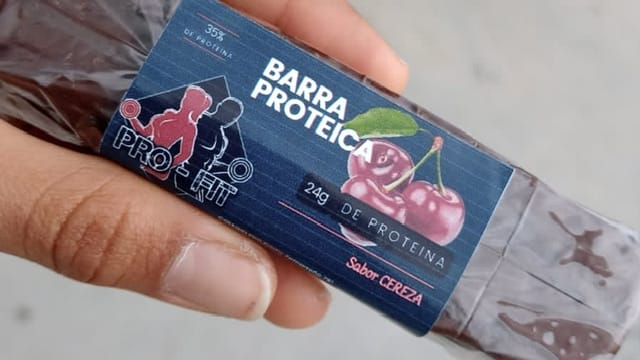 35%
DE PROTEINA
BARRA
PROTEICA
PRO - FIT
24g DE PROTEINA
Sabor CEREZA